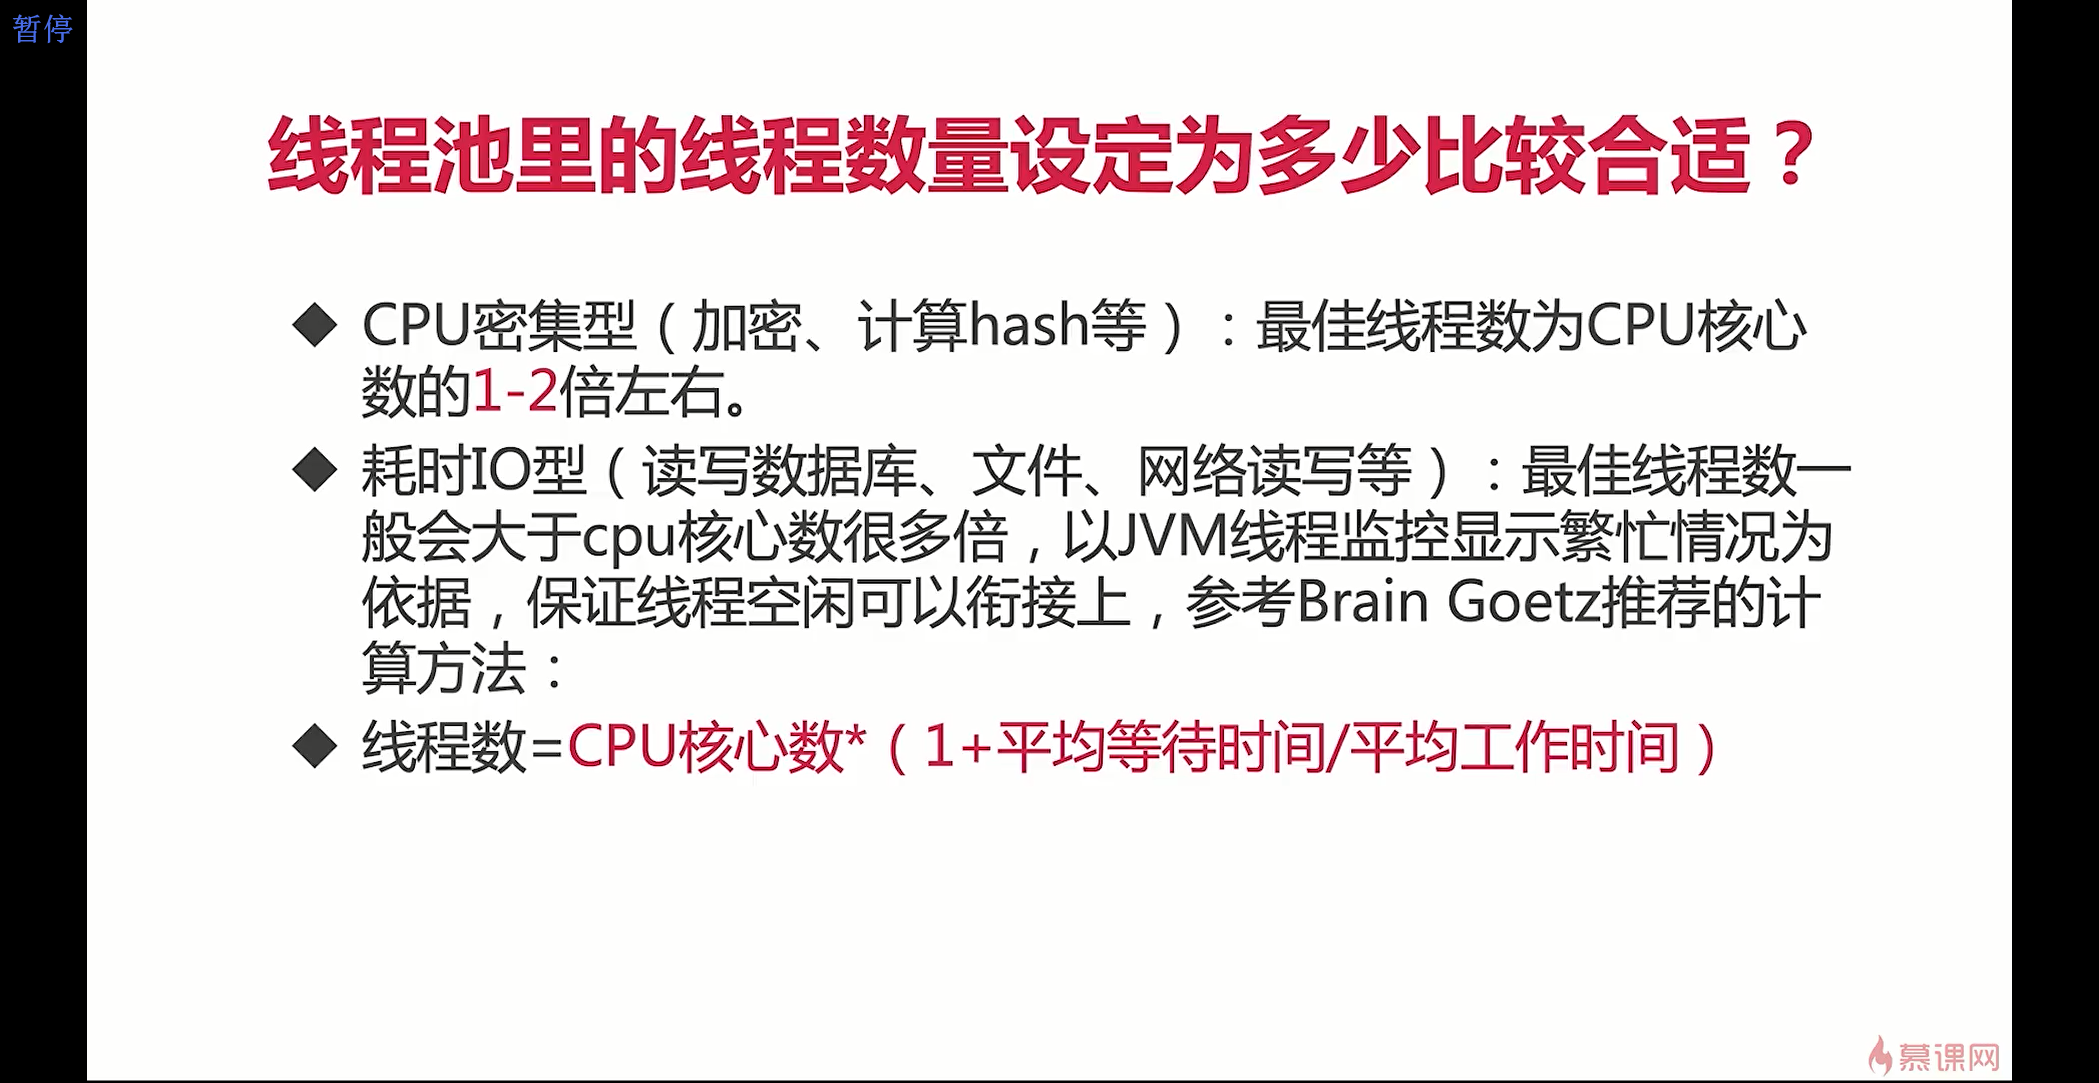 暂停
线程池里的线程数量设定为多少比较合适？
◆ CPU密集型（加密、计算hash等）：最佳线程数为CPU核心
数的1-2倍左右。
◆ 耗时IO型（读写数据库、文件、网络读写等）：最佳线程数一
般会大于cpu核心数很多倍，以JVM线程监控显示繁忙情况为
依据，保证线程空闲可以衔接上，参考Brain Goetz推荐的计
算方法：
◆ 线程数=CPU核心数*（1+平均等待时间/平均工作时间）
慕课网